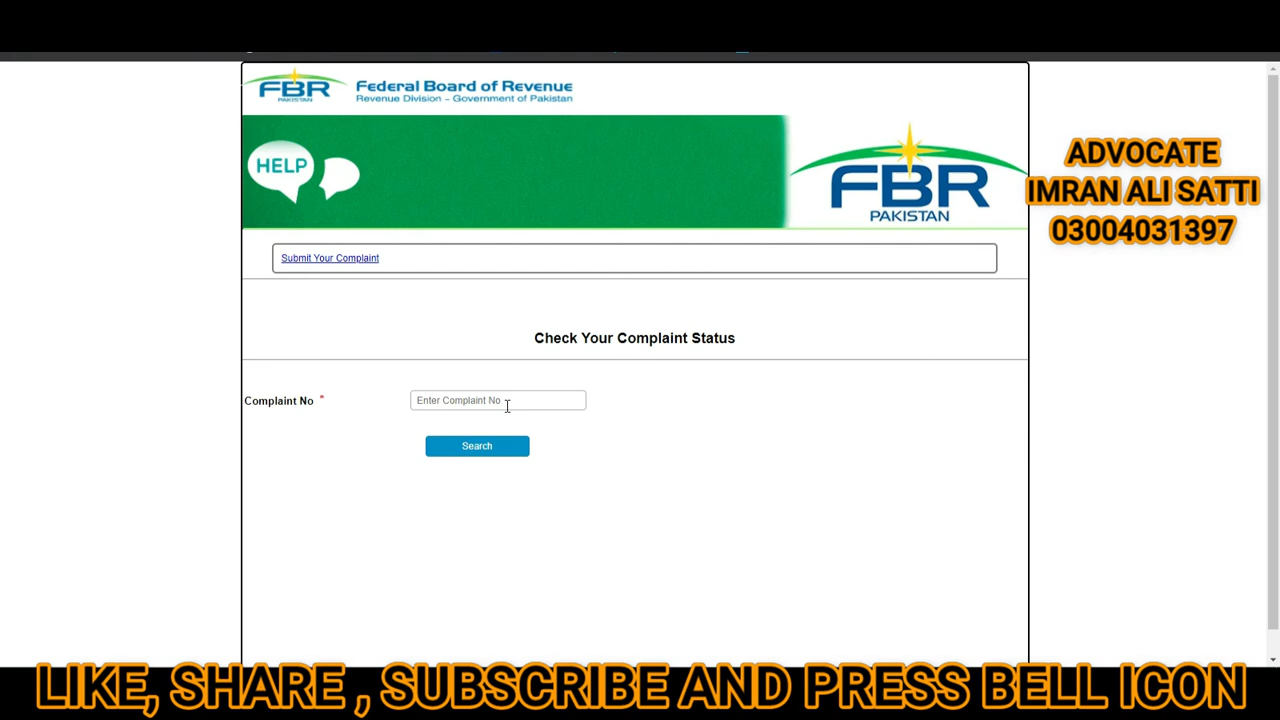 FBR
PAKISTAN
Federal Board of Revenue
Revenue Division - Government of Pakistan
HELP
FBR
PAKISTAN
ADVOCATE
IMRAN ALI SATTI
03004031397
Submit Your Complaint
Check Your Complaint Status
Complaint No *
Enter Complaint No
Search
LIKE, SHARE , SUBSCRIBE AND PRESS BELL ICON